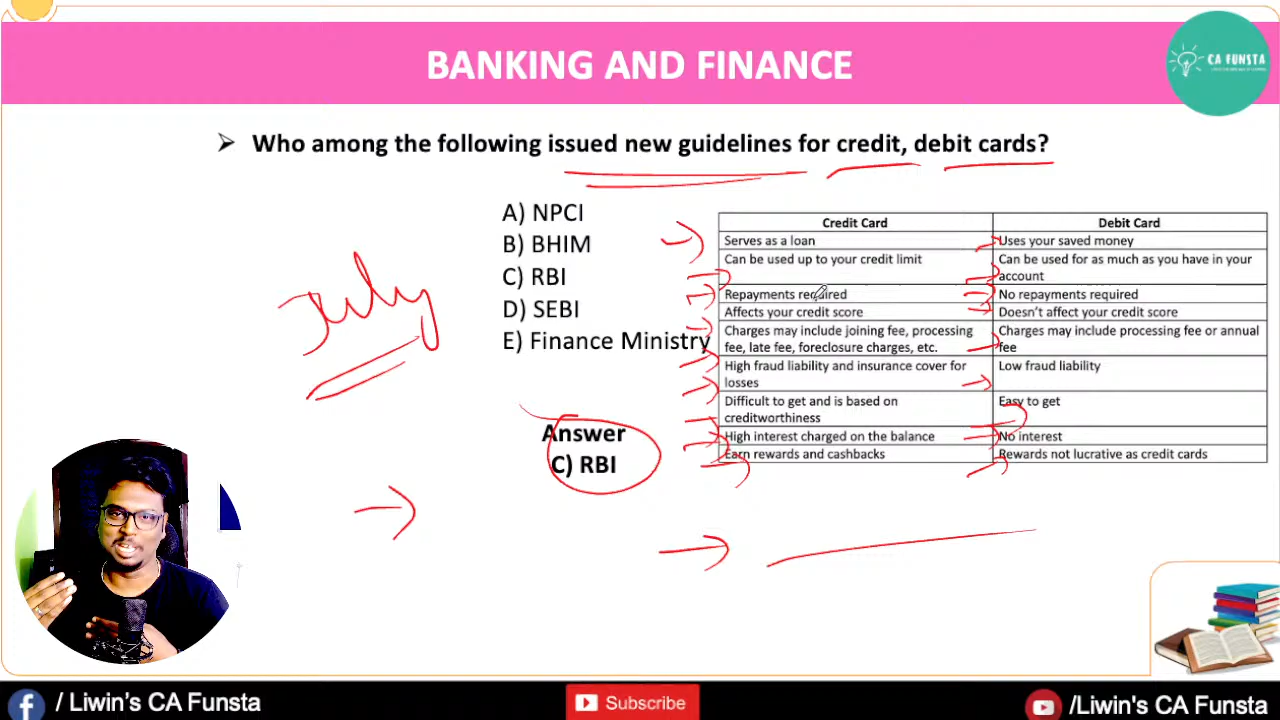 BANKING AND FINANCE
CA FUNSTA
➢ Who among the following issued new guidelines for credit, debit cards?
A) NPCI
B) BHIM
C) RBI
D) SEBI
E) Finance Ministry
Answer
C) RBI
July
Credit Card Debit Card
Serves as a loan Uses your saved money
Can be used up to your credit limit Can be used for as much as you have in your
account
Repayments required No repayments required
Affects your credit score Doesn't affect your credit score
Charges may include joining fee, processing Charges may include processing fee or annual
fee, late fee, foreclosure charges, etc. fee
High fraud liability and insurance cover for Low fraud liability
losses
Difficult to get and is based on Easy to get
creditworthiness
High interest charged on the balance No interest
Earn rewards and cashbacks Rewards not lucrative as credit cards
/ Liwin's CA Funsta
Subscribe
/Liwin's CA Funsta